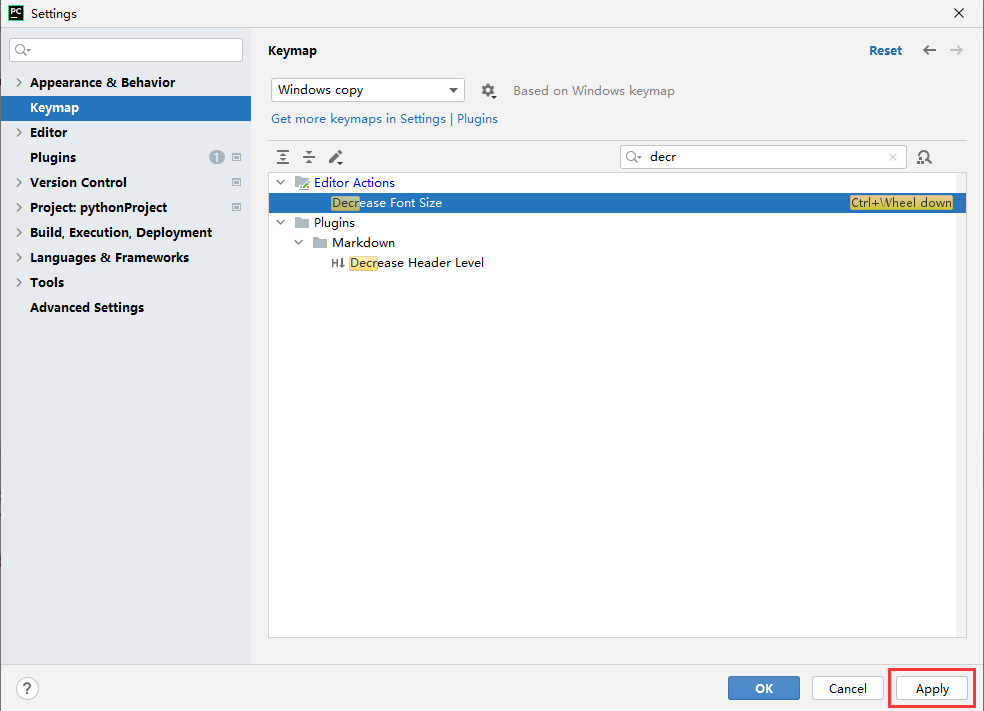 PC Settings
Appearance & Behavior
Keymap
Editor
Plugins 1
Version Control
Project: pythonProject
Build, Execution, Deployment
Languages & Frameworks
Tools
Advanced Settings
Keymap Reset
Windows copy Based on Windows keymap
Get more keymaps in Settings | Plugins
decr
Editor Actions
Decrease Font Size Ctrl+Wheel down
Plugins
Markdown
H↓ Decrease Header Level
? OK Cancel Apply